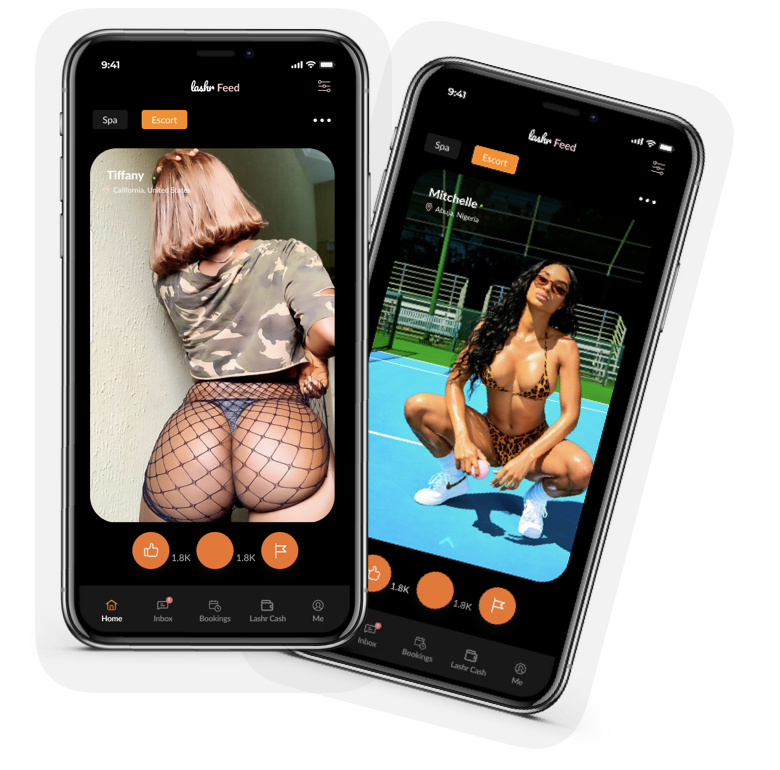 9:41
lashr Feed
Spa
Escort
Tiffany
California, United States
1.8K
1.8K
Home
Inbox
Bookings
Lashr Cash
Me
9:41
lashr Feed
Spa
Escort
Mitchelle
Abuja, Nigeria
1.8K
1.8K
Inbox
Bookings
Lashr Cash
Me